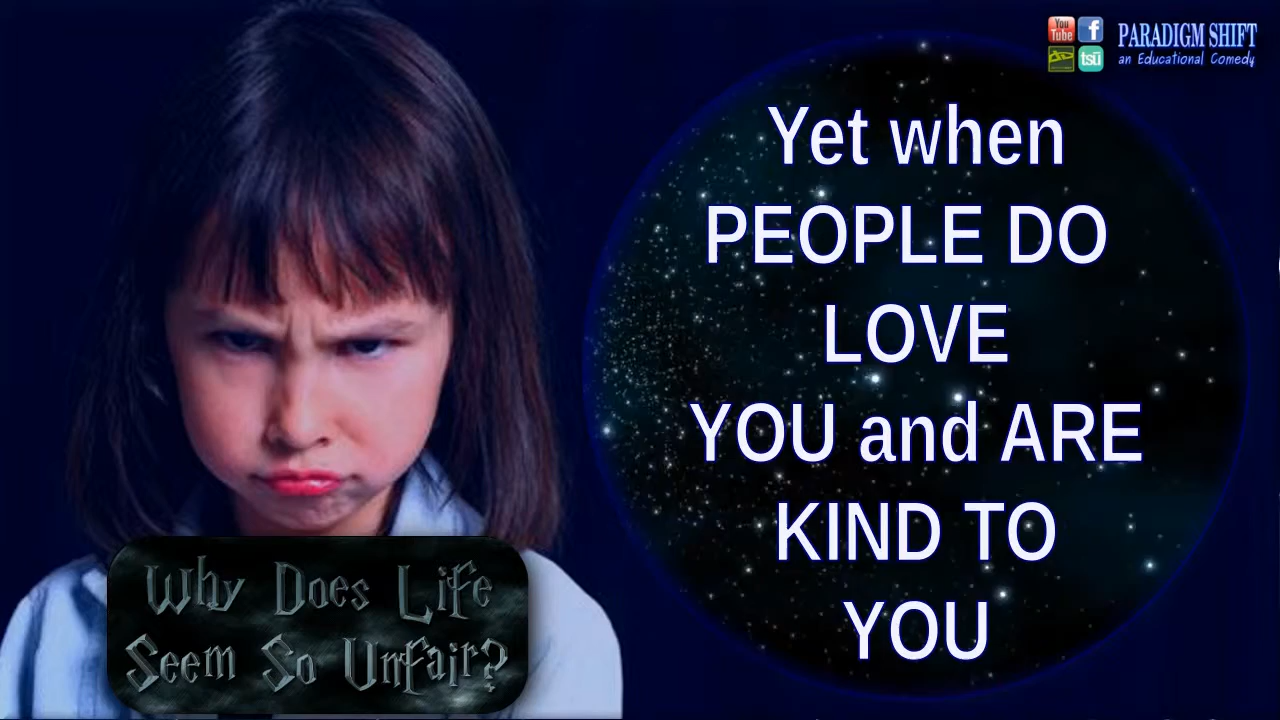 You
Tube
f
tsū
PARADIGM SHIFT
an Educational Comedy
Yet when
PEOPLE DO
LOVE
YOU and ARE
KIND TO
YOU
Why Does Life
Seem So Unfair?